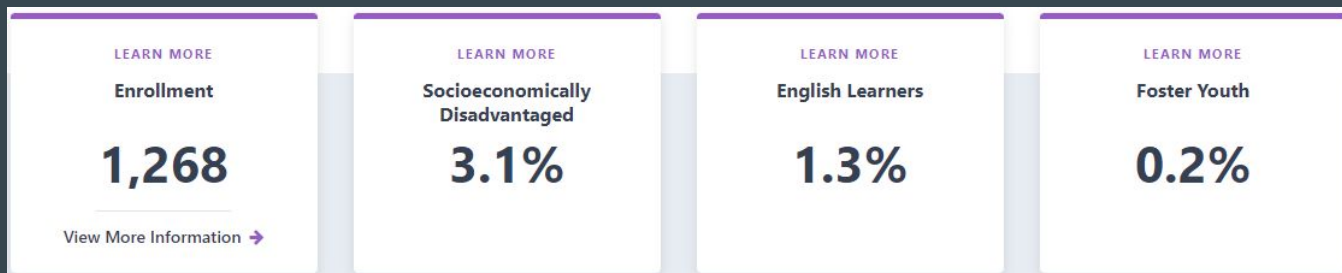 LEARN MORE
Enrollment
1,268
View More Information
LEARN MORE
Socioeconomically
Disadvantaged
3.1%
LEARN MORE
English Learners
1.3%
LEARN MORE
Foster Youth
0.2%